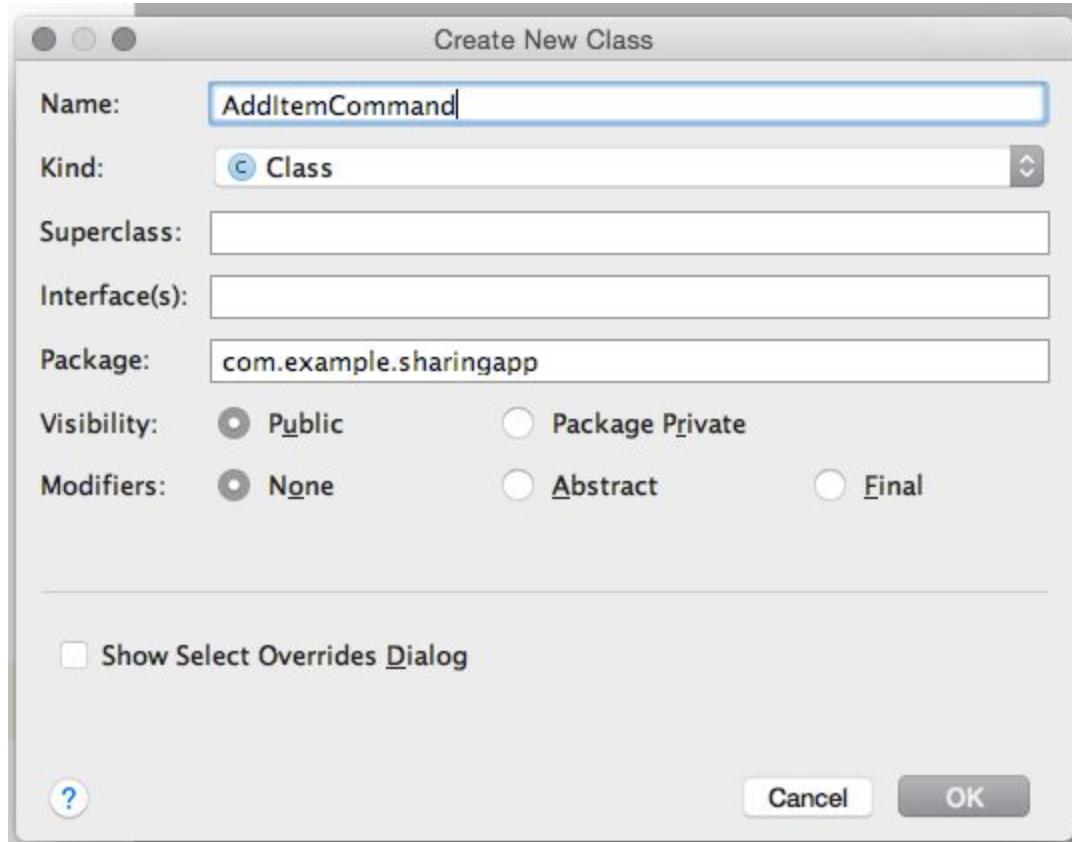 Create New Class
Name: AddItemCommand
Kind: C Class
Superclass:
Interface(s):
Package: com.example.sharingapp
Visibility: Public Package Private
Modifiers: None Abstract Final
Show Select Overrides Dialog
? Cancel OK